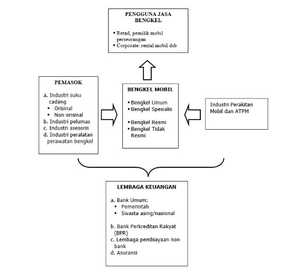 PENGGUNA JASA
BENGKEL
• Retail, pemilik mobil
perseorangan
• Corporate: rental mobil dsb
PEMASOK
a. Industri suku
cadang
• Orisinal
• Non orisinal
b. Industri pelumas
c. Industri asesoris
d. Industri peralatan
perawatan bengkel
BENGKEL MOBIL
• Bengkel Umum
• Bengkel Spesialis
• Bengkel Resmi
• Bengkel Tidak
Resmi
Industri Perakitan
Mobil dan ATPM
LEMBAGA KEUANGAN
a. Bank Umum:
• Pemerintah
• Swasta asing/nasional
b. Bank Perkreditan Rakyat
(BPR)
c. Lembaga pembiayaan non
bank
d. Asuransi